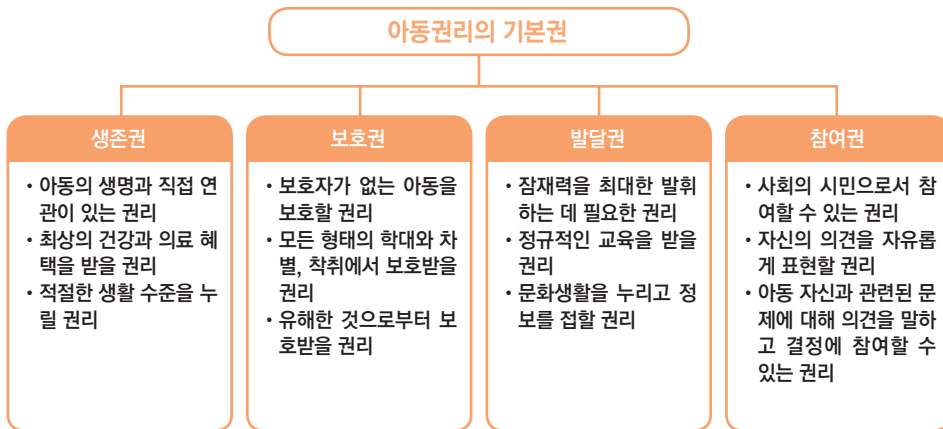 아동권리의 기본권
생존권
• 아동의 생명과 직접 연
관이 있는 권리
• 최상의 건강과 의료 혜
택을 받을 권리
• 적절한 생활 수준을 누
릴 권리
보호권
• 보호자가 없는 아동을
보호할 권리
• 모든 형태의 학대와 차
별, 착취에서 보호받을
권리
• 유해한 것으로부터 보
호받을 권리
발달권
• 잠재력을 최대한 발휘
하는 데 필요한 권리
• 정규적인 교육을 받을
권리
• 문화생활을 누리고 정
보를 접할 권리
참여권
• 사회의 시민으로서 참
여할 수 있는 권리
• 자신의 의견을 자유롭
게 표현할 권리
• 아동 자신과 관련된 문
제에 대해 의견을 말하
고 결정에 참여할 수
있는 권리